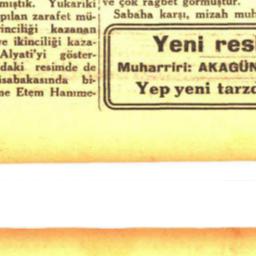 mıştık. Yukarıki
pılan zarafet mü-
rinciliği kazanan
ve ikinciliği kaza-
Alyati'yi göster-
daki resimde de
isabakasında bi-
ne Etem Hanıme-
ve çok rağbet görmüştür.
Sabaha karşı, mizah muh
Yeni resi
Muharriri: AKAGÜN
Yep yeni tarzd